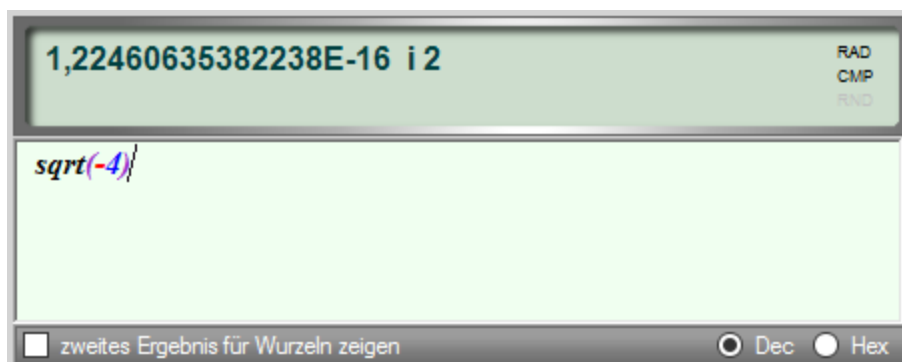 1,22460635382238E-16 i 2
RAD
CMP
RND
sqrt(-4)
zweites Ergebnis für Wurzeln zeigen
Dec Hex